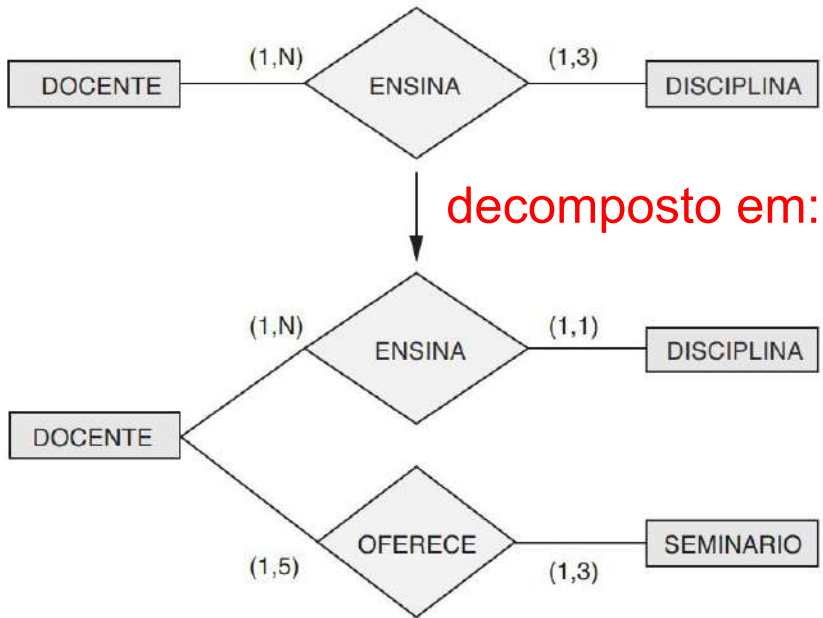 (1,N) (1,3)
DOCENTE ENSINA DISCIPLINA
decomposto em:
(1,N) (1,1)
ENSINA DISCIPLINA
DOCENTE
OFERECE SEMINARIO
(1,5) (1,3)